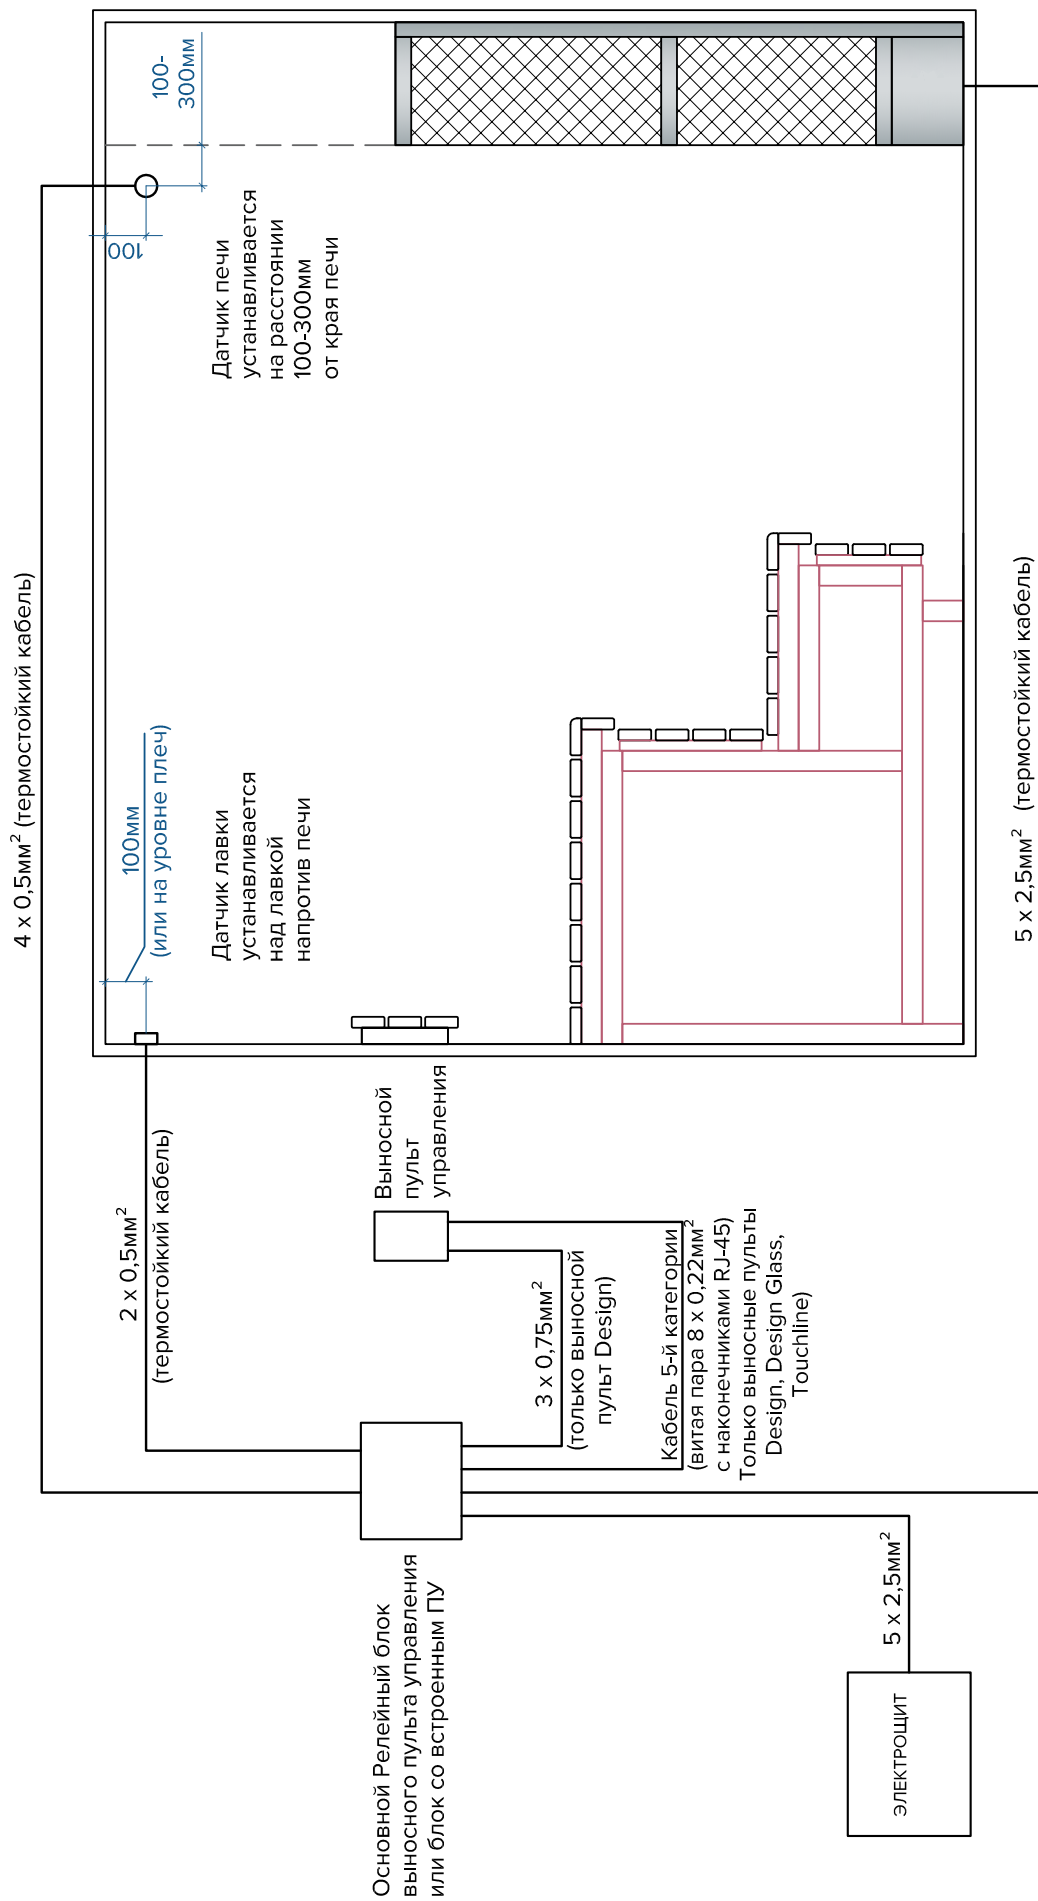 4 x 0,5мм² (термостойкий кабель)
100-
300мм
100
Датчик печи
устанавливается
на расстоянии
100-300мм
от края печи
100мм
(или на уровне плеч)
Датчик лавки
устанавливается
над лавкой
напротив печи
2 x 0,5мм²
(термостойкий кабель)
Выносной
пульт
управления
3 x 0,75мм²
(только выносной
пульт Design)
Кабель 5-й категории
(витая пара 8 x 0,22мм²
с наконечниками RJ-45)
Только выносные пульты
Design, Design Glass,
Touchline)
Основной Релейный блок
выносного пульта управления
или блок со встроенным ПУ
5 x 2,5мм²
ЭЛЕКТРОЩИТ
5 x 2,5мм² (термостойкий кабель)